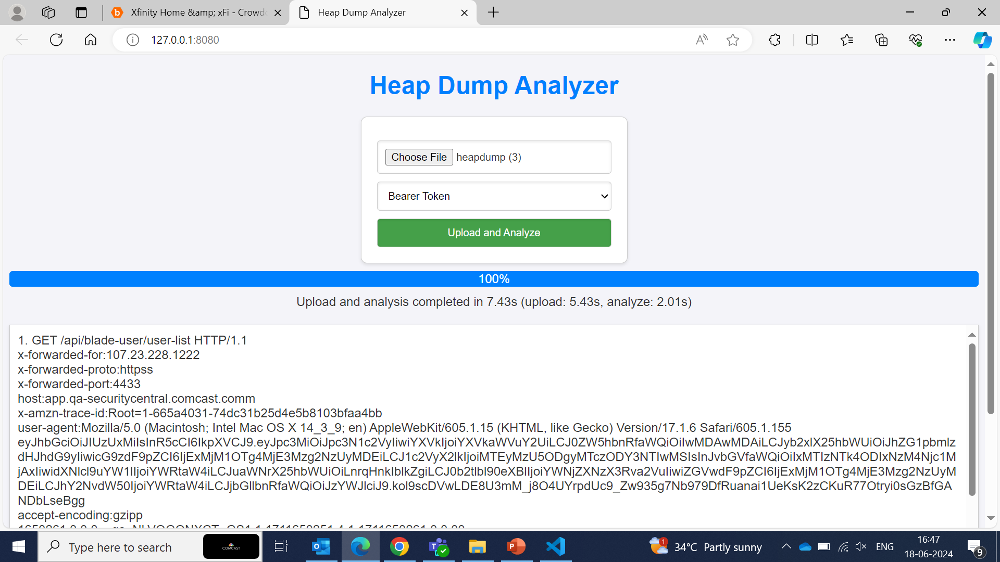 Xfinity Home &amp; xFi - Crowdc
Heap Dump Analyzer
127.0.0.1:8080
Heap Dump Analyzer
Choose File heapdump (3)
Bearer Token
Upload and Analyze
100%
Upload and analysis completed in 7.43s (upload: 5.43s, analyze: 2.01s)
1. GET /api/blade-user/user-list HTTP/1.1
x-forwarded-for:107.23.228.1222
x-forwarded-proto:httpss
x-forwarded-port:4433
host:app.qa-securitycentral.comcast.comm
x-amzn-trace-id:Root=1-665a4031-74dc31b25d4e5b8103bfaa4bb
user-agent:Mozilla/5.0 (Macintosh; Intel Mac OS X 14_3_9; en) AppleWebKit/605.1.15 (KHTML, like Gecko) Version/17.1.6 Safari/605.1.155
eyJhbGciOiJIUzUxMiIsInR5cCI6IkpXVCJ9.eyJpc3MiOiJpc3N1c2VyIiwiYXVkIjoiYXVkaWVuY2UiLCJ0ZW5hbnRfaWQiOiIwMDAwMDAiLCJyb2xlX25hbWUiOiJhZG1pbmlz
dHJhdG9yIiwicG9zdF9pZCI6IjExMjM1OTg4MjE3Mzg2NzUyMDEiLCJ1c2VyX2lkIjoiMTEyMzU5ODgyMTczODY3NTIwMSIsInJvbGVfaWQiOiIxMTIzNTk4ODIxNzM4Njc1M
jAxIiwidXNlcl9uYW1lIjoiYWRtaW4iLCJuaWNrX25hbWUiOiLnrqHnkIblkZgiLCJ0b2tlbl90eXBlIjoiYWNjZXNzX3Rva2VuIiwiZGVwdF9pZCI6IjExMjM1OTg4MjE3Mzg2NzUyM
DEiLCJhY2NvdW50IjoiYWRtaW4iLCJjbGllbnRfaWQiOiJzYWJlciJ9.kol9scDVwLDE8U3mM_j8O4UYrpdUc9_Zw935g7Nb979DfRuanai1UeKsK2zCKuR77Otryi0sGzBfGA
NDbLseBgg
accept-encoding:gzipp
Type here to search
COMCAST
1
34°C Partly sunny
ENG
16:47
18-06-2024
9